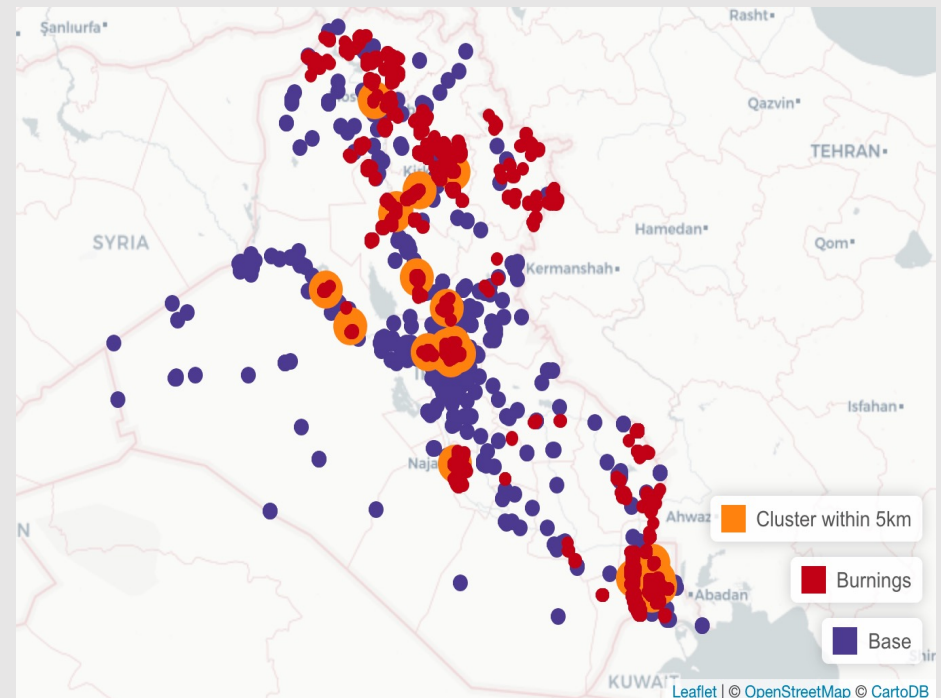 Şanlıurfa
Rasht
Qazvin
TEHRAN
SYRIA
Hamedan
Qom
Kermanshah
Isfahan
Naja
Ahwaz
Cluster within 5km
N
Burnings
Abadan
Base
KUWAIT
Leaflet | © OpenStreetMap © CartoDB